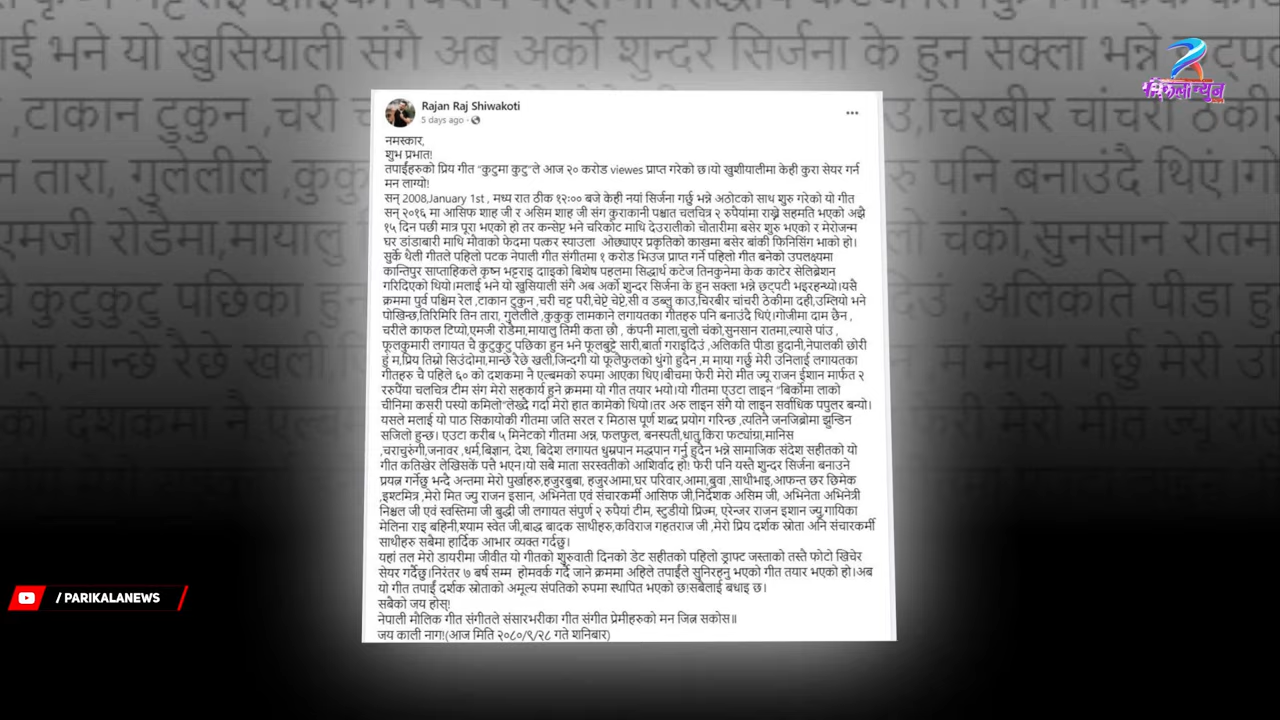 Rajan Raj Shiwakoti
5 days ago
नमस्कार,
शुभ प्रभात!
तपाईंहरुको प्रिय गीत "कुटुमा कुटु"ले आज २० करोड viewes प्राप्त गरेको छ।यो खुशीयालीमा केही कुरा सेयर गर्न
मन लाग्यो!
सन् 2008,January 1st , मध्य रात ठीक १२:०० बजे केही नयां सिर्जना गर्छु भन्ने अठोटको साथ शुरु गरेको यो गीत
सन् २०१६ मा आसिफ शाह जी र असिम शाह जी संग कुराकानी पश्चात चलचित्र २ रुपैयांमा राख्ने सहमति भएको अझै
१५ दिन पछी मात्र पूरा भएको हो तर कन्सेप्ट भने चरिकोट माथि देउरालीको चौतारीमा बसेर शुरु भएको र मेरोजन्म
घर डांडाबारी माथि मौवाको फेदमा पत्कर स्याउला ओछ्याएर प्रकृतिको काखमा बसेर बांकी फिनिसिंग भाको हो।
सुर्के थैली गीतले पहिलो पटक नेपाली गीत संगीतमा १ करोड भिउज प्राप्त गर्ने पहिलो गीत बनेको उपलक्ष्यमा
कान्तिपुर साप्ताहिकले कृष्ण भट्टराइ दााइको बिशेष पहलमा सिद्धार्थ कटेज तिनकुनेमा केक काटेर सेलिब्रेशन
गरिदिएको थियो।मलाई भने यो खुसियाली संगै अब अर्को शुन्दर सिर्जना के हुन सक्ला भन्ने छट्पटी भइरहन्थ्यो।यसै
क्रममा पुर्व पश्चिम रेल ,टाकान टुकुन ,चरी चट्ट परी,चेप्टे चेप्टे,सी व डब्लु काउ,चिरबीर चांचरी ठेकीमा दही,उम्लियो भने
पोखिन्छ,तिरिमिरि तिन तारा, गुलेलीले ,कुकुकु लामकाने लगायतका गीतहरु पनि बनाउंदै थिएं।गोजीमा दाम छैन ,
चरीले काफल टिप्यो,एमजी रोडैमा,मायालु तिमी कता छौ , कंपनी माला,चुलो चंको,सुनसान रातमा,ल्यासे पांउ ,
फूलकुमारी लगायत चै कुटुकुटु पछिका हुन भने फूलबुट्टे सारी,बार्ता गराइदिउं ,अलिकति पीडा हुदानी,नेपालकी छोरी
हुं म,प्रिय तिम्रो सिउंदोमा,मान्छे रैछे खली,जिन्दगी यो फूलैफुलको थुंगो हुदैन ,म माया गर्छु मेरी उनिलाई लगायतका
गीतहरु चै पहिले ६० को दशकमा नै एल्बमको रुपमा आएका थिए।बीचमा फेरी मेरो मीत ज्यू राजन ईशान मार्फत २
ररुपैंया चलचित्र टीम संग मेरो सहकार्य हुने क्रममा यो गीत तयार भयो।यो गीतमा एउटा लाइन "बिर्कोमा लाको
चीनिमा कसरी पस्यो कमिलो"लेख्दै गर्दा मेरो हात कामेको थियो।तर अरु लाइन संगै यो लाइन सर्वाधिक पपुलर बन्यो।
यसले मलाई यो पाठ सिकायोकी गीतमा जति सरल र मिठास पूर्ण शब्द प्रयोग गरिन्छ ,त्यतिनै जनजिब्रोमा झुन्डिन
सजिलो हुन्छ। एउटा करीब ५ मिनेटको गीतमा अन्न, फलफुल, बनस्पती,धातु,किरा फट्यांग्रा,मानिस
,चराचुरुंगी,जनावर ,धर्म,बिज्ञान, देश, बिदेश लगायत धुम्रपान मद्धपान गर्नु हुदैन भन्ने सामाजिक संदेश सहीतको यो
गीत कतिखेर लेखिसकें पत्तै भएन।यो सबै माता सरस्वतीको आशिर्वाद हो! फेरी पनि यस्तै शुन्दर सिर्जना बनाउने
प्रयत्न गर्नेछु भन्दै अन्तमा मेरो पुर्खाहरु,हजुरबुबा, हजुरआमा,घर परिवार,आमा,बुवा ,साथीभाइ,आफन्त छर छिमेक
,इश्टमित्र ,मेरो मित ज्यु राजन इसान, अभिनेता एवं संचारकर्मी आसिफ जी,निर्देशक असिम जी, अभिनेता अभिनेत्री
निश्चल जी एवं स्वस्तिमा जी बुद्धी जी लगायत संपुर्ण २ रुपैयां टीम, स्टुडीयो प्रिज्म, एरेन्जर राजन इशान ज्यु,गायिका
मेलिना राइ बहिनी,श्याम स्वेत जी,बाद्ध बादक साथीहरु,कविराज गहतराज जी ,मेरो प्रिय दर्शक स्रोता अनि संचारकर्मी
साथीहरु सबैमा हार्दिक आभार व्यक्त गर्दछु।
यहां तल मेरो डायरीमा जीवीत यो गीतको शुरुवाती दिनको डेट सहीतको पहिलो ड्राफ्ट जस्ताको तस्तै फोटो खिचेर
सेयर गर्दैछु।निरंतर ७ बर्ष सम्म होमवर्क गर्दै जाने क्रममा अहिले तपाईंले सुनिरहनु भएको गीत तयार भएको हो।अब
यो गीत तपाईं दर्शक स्रोताको अमूल्य संपतिको रुपमा स्थापित भएको छ!सबैलाई बधाइ छ।
सबैको जय होस्!
नेपाली मौलिक गीत संगीतले संसारभरीका गीत संगीत प्रेमीहरुको मन जित्न सकोस॥
जय काली नाग!(आज मिति २०८०/९/२८ गते शनिबार)
/ PARIKALANEWS